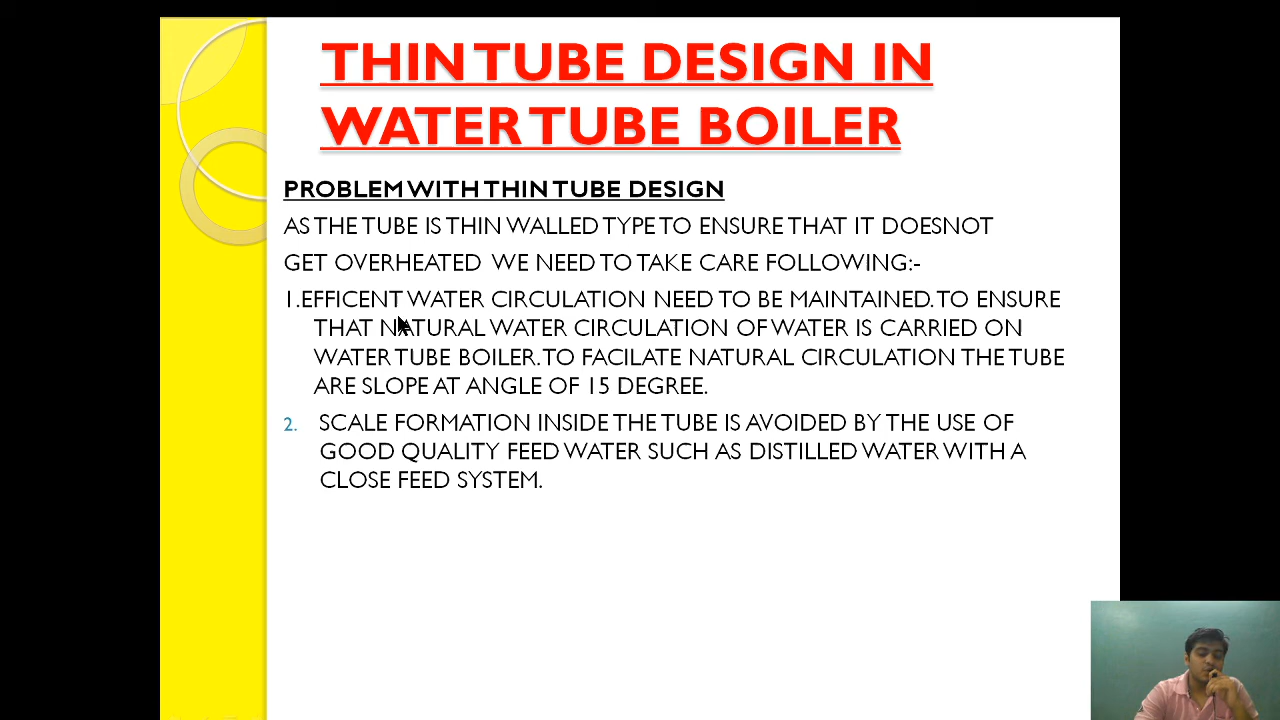 THIN TUBE DESIGN IN
WATER TUBE BOILER
PROBLEM WITH THIN TUBE DESIGN
AS THE TUBE IS THIN WALLED TYPE TO ENSURE THAT IT DOESNOT
GET OVERHEATED WE NEED TO TAKE CARE FOLLOWING:-
1.EFFICENT WATER CIRCULATION NEED TO BE MAINTAINED. TO ENSURE
THAT NATURAL WATER CIRCULATION OF WATER IS CARRIED ON
WATER TUBE BOILER. TO FACILATE NATURAL CIRCULATION THE TUBE
ARE SLOPE AT ANGLE OF 15 DEGREE.
2. SCALE FORMATION INSIDE THE TUBE IS AVOIDED BY THE USE OF
GOOD QUALITY FEED WATER SUCH AS DISTILLED WATER WITH A
CLOSE FEED SYSTEM.